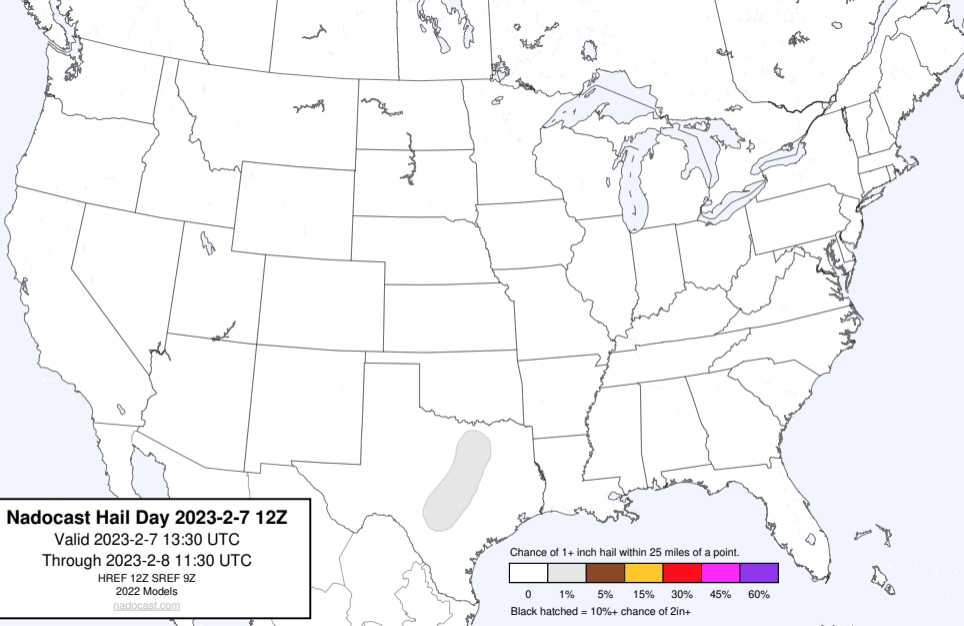 Nadocast Hail Day 2023-2-7 12Z
Valid 2023-2-7 13:30 UTC
Through 2023-2-8 11:30 UTC
HREF 12Z SREF 9Z
2022 Models
nadocast.com
Chance of 1+ inch hail within 25 miles of a point.
0 1% 5% 15% 30% 45% 60%
Black hatched = 10%+ chance of 2in+